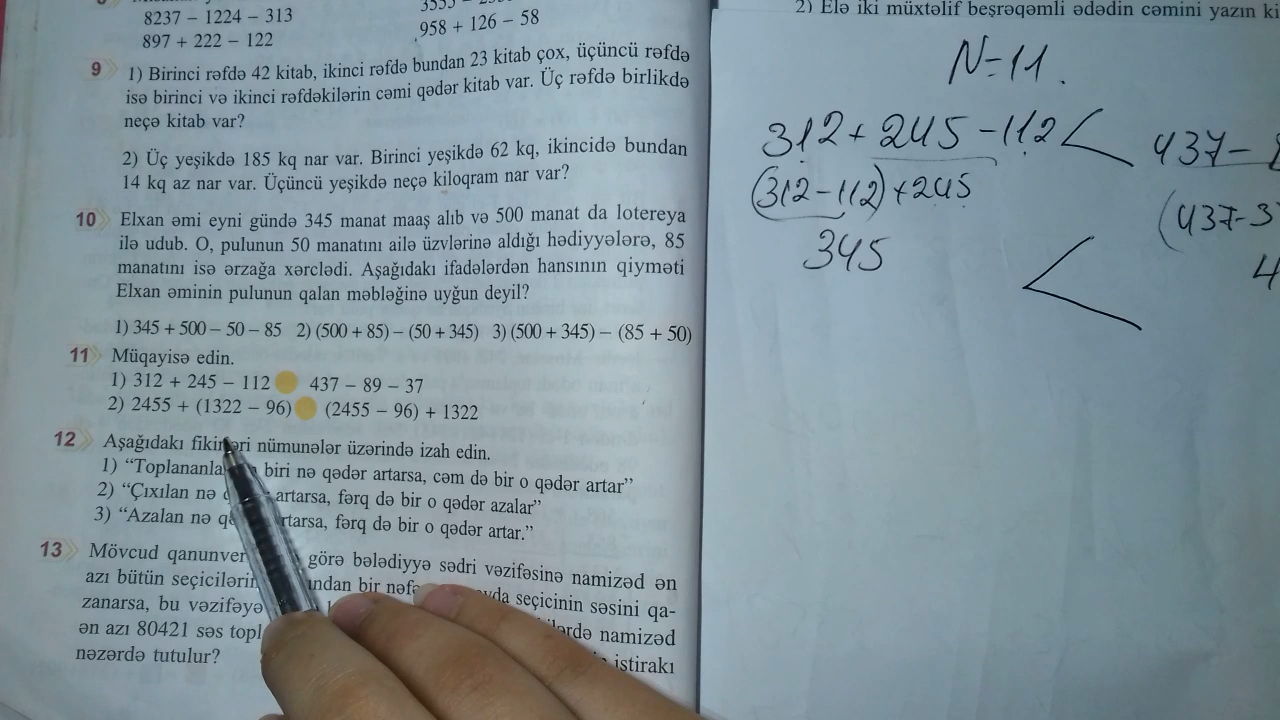 8237 – 1224 – 313
958 + 126 – 58
897 + 222 – 122
9 1) Birinci rəfdə 42 kitab, ikinci rəfdə bundan 23 kitab çox, üçüncü rəfdə
isə birinci və ikinci rəfdəkilərin cəmi qədər kitab var. Üç rəfdə birlikdə
neçə kitab var?
2) Üç yeşikdə 185 kq nar var. Birinci yeşikdə 62 kq, ikincidə bundan
14 kq az nar var. Üçüncü yeşikdə neçə kiloqram nar var?
10 Elxan əmi eyni gündə 345 manat maaş alıb və 500 manat da lotereya
ilə udub. O, pulunun 50 manatını ailə üzvlərinə aldığı hədiyyələrə, 85
manatını isə ərzağa xərclədi. Aşağıdakı ifadələrdən hansının qiyməti
Elxan əminin pulunun qalan məbləğinə uyğun deyil?
1) 345 + 500 – 50 – 85 2) (500 + 85) – (50 + 345) 3) (500 + 345) – (85 + 50)
11 Müqayisə edin.
1) 312 + 245 – 112 437 – 89 – 37
2) 2455 + (1322 – 96) (2455 – 96) + 1322
12 Aşağıdakı fikirləri nümunələr üzərində izah edin.
1) “Toplananla biri nə qədər artarsa, cəm də bir o qədər artar”
2) “Çıxılan nə artarsa, fərq də bir o qədər azalar”
3) “Azalan nə qə rtarsa, fərq də bir o qədər artar.”
13 Mövcud qanunver görə bələdiyyə sədri vəzifəsinə namizəd ən
azı bütün seçicilərin ından bir nəfə seçicinin səsini qa-
zanarsa, bu vəzifəyə
ən azı 80421 səs topl namizəd
nəzərdə tutulur? iştirakı
2) Elə iki müxtəlif beşrəqəmli ədədin cəmini yazın ki
N=11.
312 + 245 – 112 < 437 –
(312 – 112) + 245 (437-3
345 < 4